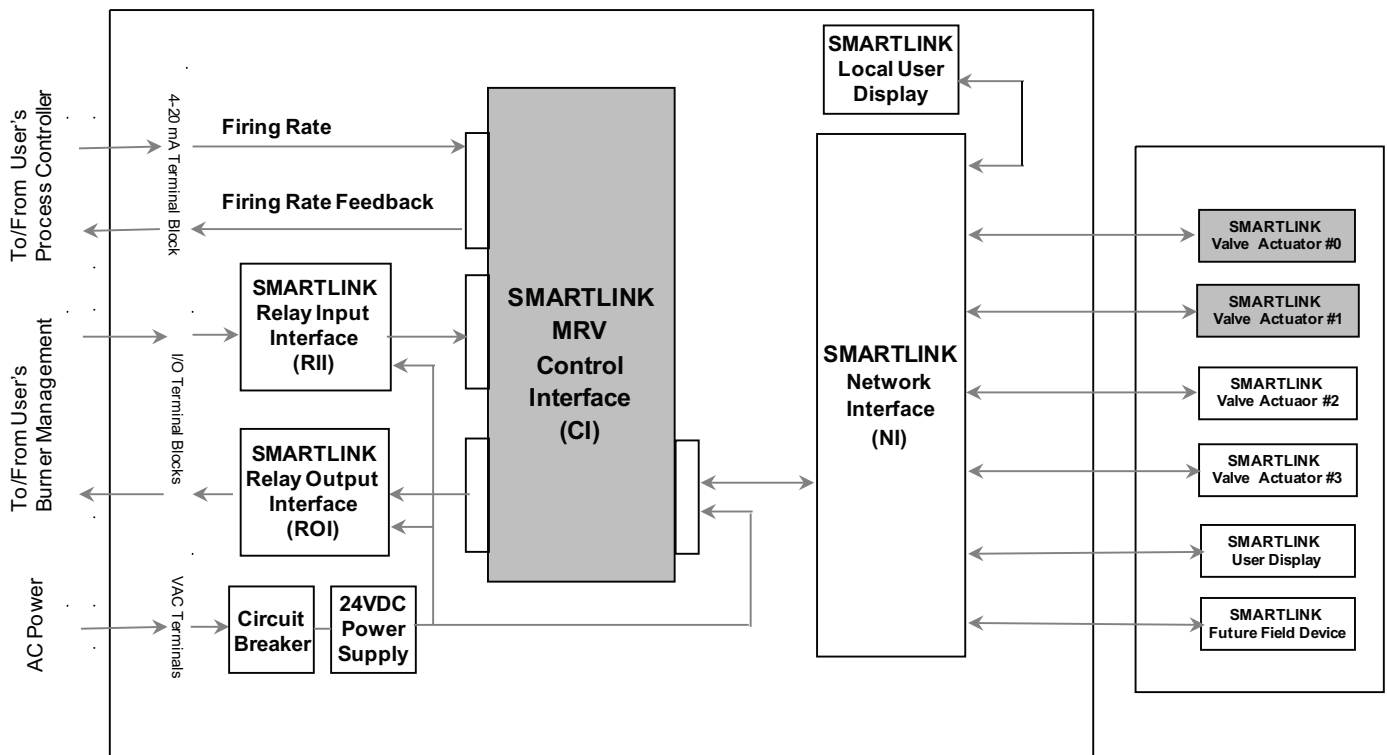 To/From User's
Process Controller
To/From User's
Burner Management
AC Power
4-20 mA Terminal Block
I/O Terminal Blocks
VAC Terminals
Firing Rate
Firing Rate Feedback
SMARTLINK
Relay Input
Interface
(RII)
SMARTLINK
Relay Output
Interface
(ROI)
Circuit
Breaker
24VDC
Power
Supply
SMARTLINK
MRV
Control
Interface
(CI)
SMARTLINK
Local User
Display
SMARTLINK
Network
Interface
(NI)
SMARTLINK
Valve Actuator #0
SMARTLINK
Valve Actuator #1
SMARTLINK
Valve Actuaor #2
SMARTLINK
Valve Actuator #3
SMARTLINK
User Display
SMARTLINK
Future Field Device